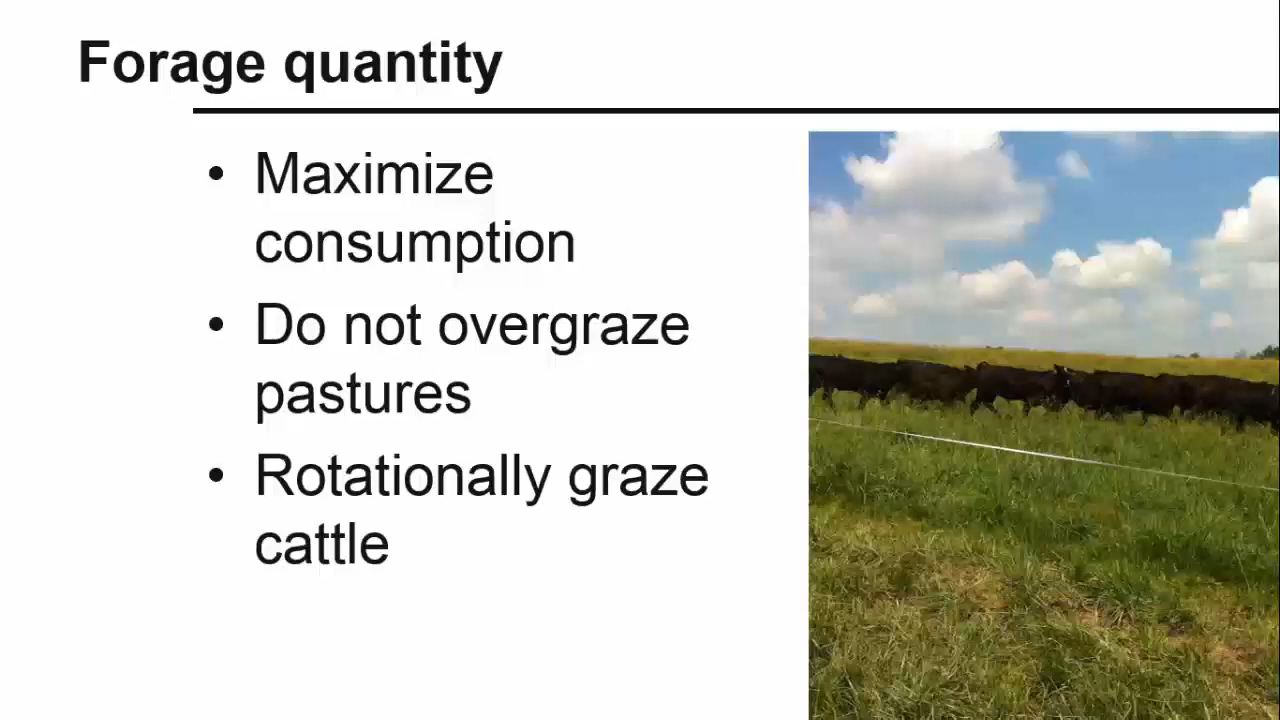 Forage quantity
• Maximize
consumption
• Do not overgraze
pastures
• Rotationally graze
cattle